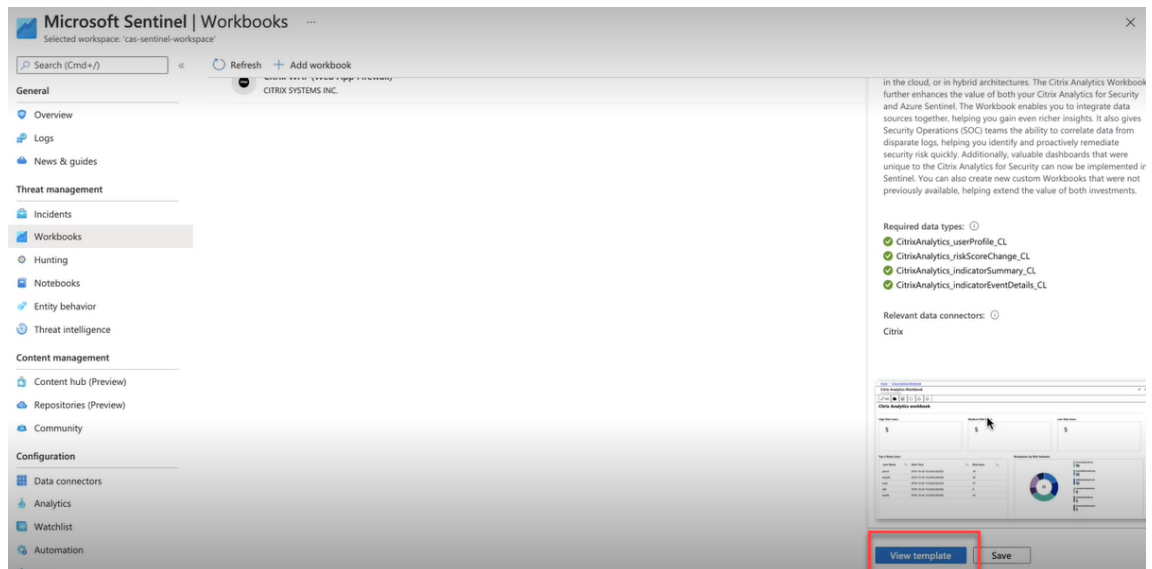 Microsoft Sentinel | Workbooks ...
Selected workspace: 'cas-sentinel-workspace'
Search (Cmd+/)
«
Refresh
+ Add workbook
General
Overview
Logs
News & guides
Threat management
Incidents
Workbooks
Hunting
Notebooks
Entity behavior
Threat intelligence
Content management
Content hub (Preview)
Repositories (Preview)
Community
Configuration
Data connectors
Analytics
Watchlist
Automation
Citrix WAF (Web App Firewall)
CITRIX SYSTEMS INC.
in the cloud, or in hybrid architectures. The Citrix Analytics Workbook
further enhances the value of both your Citrix Analytics for Security
and Azure Sentinel. The Workbook enables you to integrate data
sources together, helping you gain even richer insights. It also gives
Security Operations (SOC) teams the ability to correlate data from
disparate logs, helping you identify and proactively remediate
security risk quickly. Additionally, valuable dashboards that were
unique to the Citrix Analytics for Security can now be implemented in
Sentinel. You can also create new custom Workbooks that were not
previously available, helping extend the value of both investments.
Required data types:
CitrixAnalytics_userProfile_CL
CitrixAnalytics_riskScoreChange_CL
CitrixAnalytics_indicatorSummary_CL
CitrixAnalytics_indicatorEventDetails_CL
Relevant data connectors:
Citrix
Citrix Analytics workbook
5
5
5
View template
Save